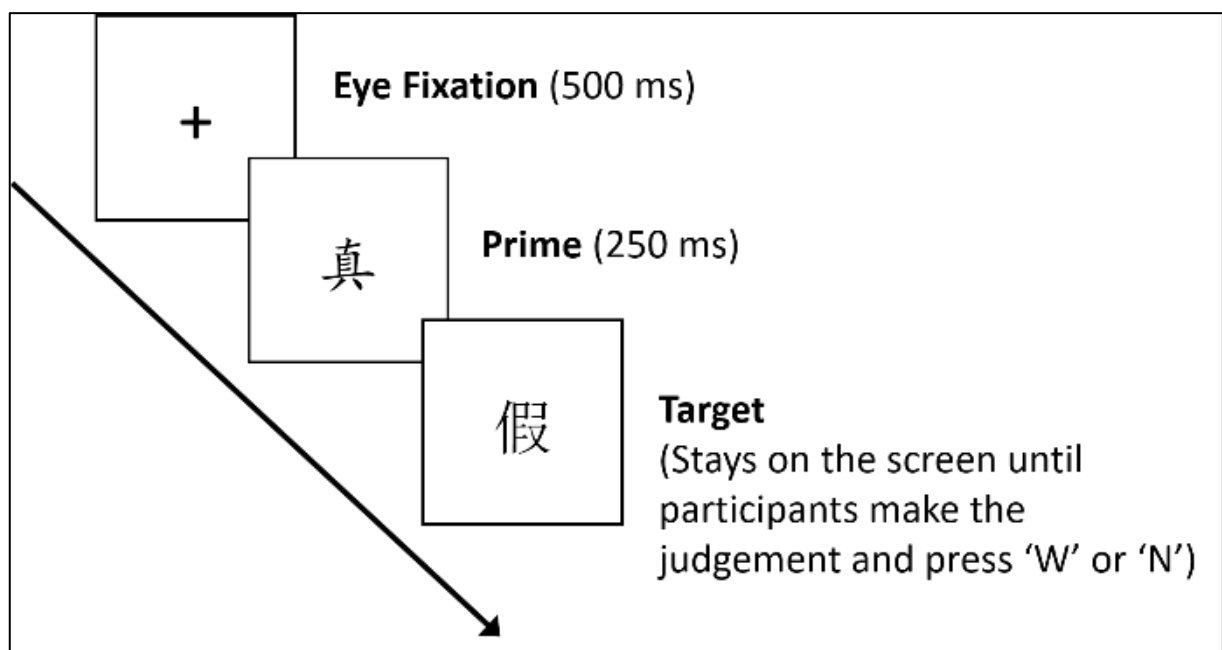 +
Eye Fixation (500 ms)
真
Prime (250 ms)
假
Target
(Stays on the screen until
participants make the
judgement and press ‘W’ or ‘N’)